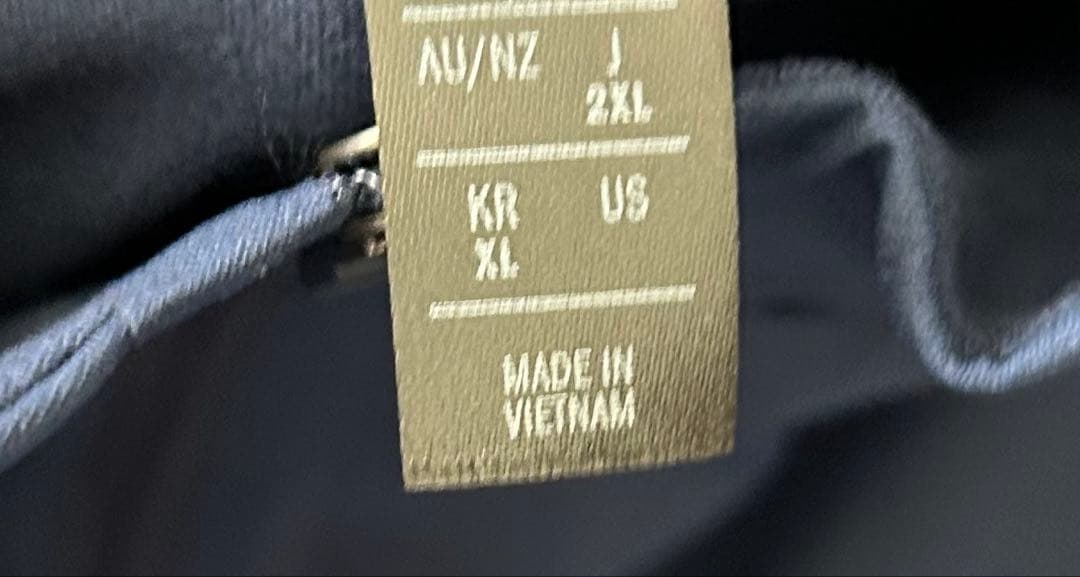 AU/NZ J
2XL
KR US
XL
MADE IN
VIETNAM